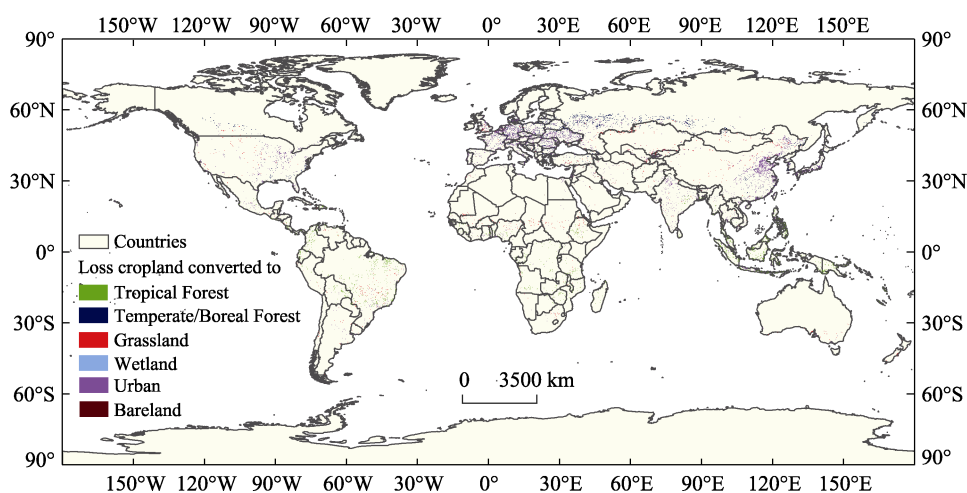 150°W 120°W 90°W 60°W 30°W 0° 30°E 60°E 90°E 120°E 150°E
90° 90°
60°N 60°N
30°N 30°N
0° 0°
30°S 30°S
60°S 60°S
90° 90°
Countries
Loss cropland converted to
Tropical Forest
Temperate/Boreal Forest
Grassland
Wetland
Urban
Bareland
0 3500 km
150°W 120°W 90°W 60°W 30°W 0° 30°E 60°E 90°E 120°E 150°E